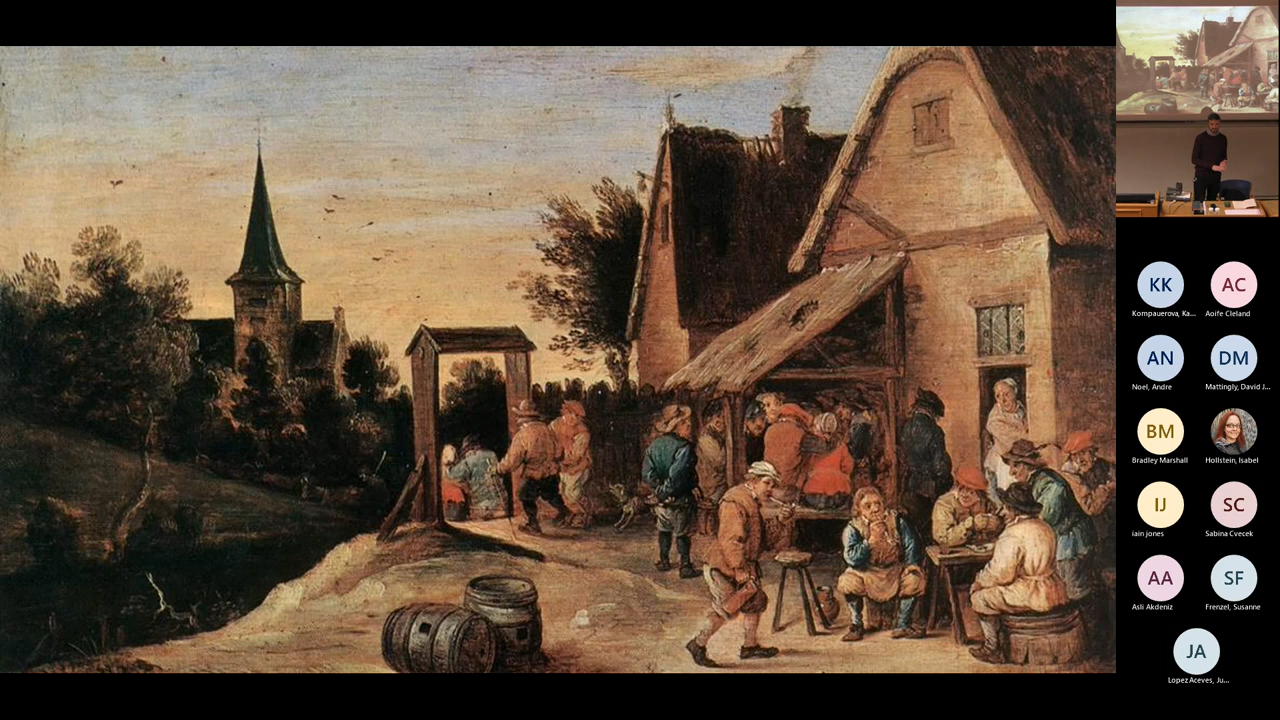 KK
AC
Kompauerova, Ka...
Aoife Cleland
AN
DM
Noel, Andre
Mattingly, David J...
BM
Bradley Marshall
Hollstein, Isabel
IJ
SC
iain jones
Sabina Cvecek
AA
SF
Asli Akdeniz
Frenzel, Susanne
JA
Lopez Aceves, Ju...